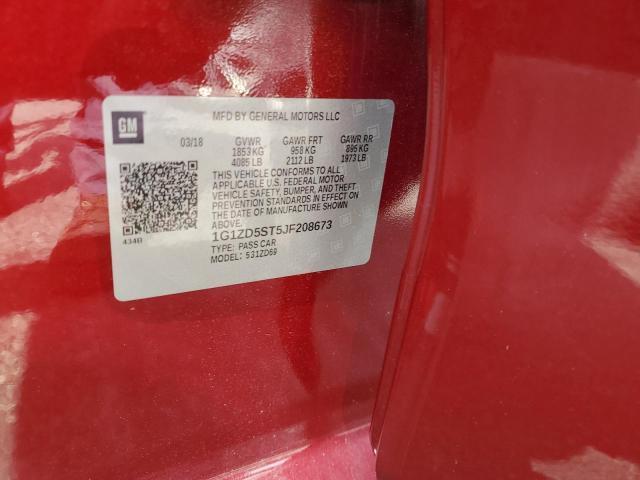 GM
MFD BY GENERAL MOTORS LLC
03/18 GVWR GAWR FRT GAWR RR
1853 KG 958 KG 895 KG
4085 LB 2112 LB 1973 LB
THIS VEHICLE CONFORMS TO ALL
APPLICABLE U.S. FEDERAL MOTOR
VEHICLE SAFETY, BUMPER, AND THEFT
PREVENTION STANDARDS IN EFFECT ON
THE DATE OF MANUFACTURE SHOWN
ABOVE.
434B
1G1ZD5ST5JF208673
TYPE: PASS CAR
MODEL: 531ZD69